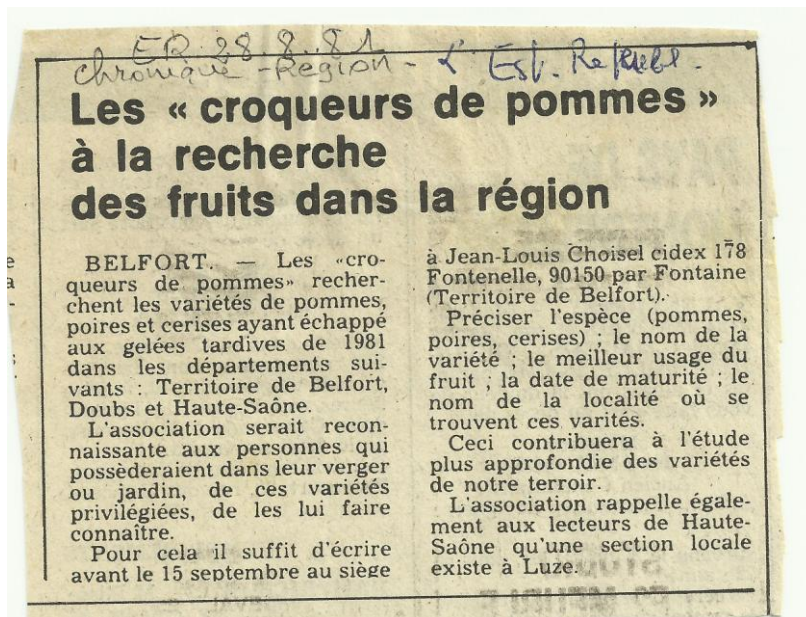 ER 28.8.81
chronique - Région - L'Est. Republ.
Les « croqueurs de pommes »
à la recherche
des fruits dans la région
BELFORT. — Les «cro-
queurs de pommes» recher-
chent les variétés de pommes,
poires et cerises ayant échappé
aux gelées tardives de 1981
dans les départements sui-
vants : Territoire de Belfort,
Doubs et Haute-Saône.
L'association serait recon-
naissante aux personnes qui
possèderaient dans leur verger
ou jardin, de ces variétés
privilégiées, de les lui faire
connaître.
Pour cela il suffit d'écrire
avant le 15 septembre au siège
à Jean-Louis Choisel cidex 178
Fontenelle, 90150 par Fontaine
(Territoire de Belfort).
Préciser l'espèce (pommes,
poires, cerises) ; le nom de la
variété ; le meilleur usage du
fruit ; la date de maturité ; le
nom de la localité où se
trouvent ces varités.
Ceci contribuera à l'étude
plus approfondie des variétés
de notre terroir.
L'association rappelle égale-
ment aux lecteurs de Haute-
Saône qu'une section locale
existe à Luze.